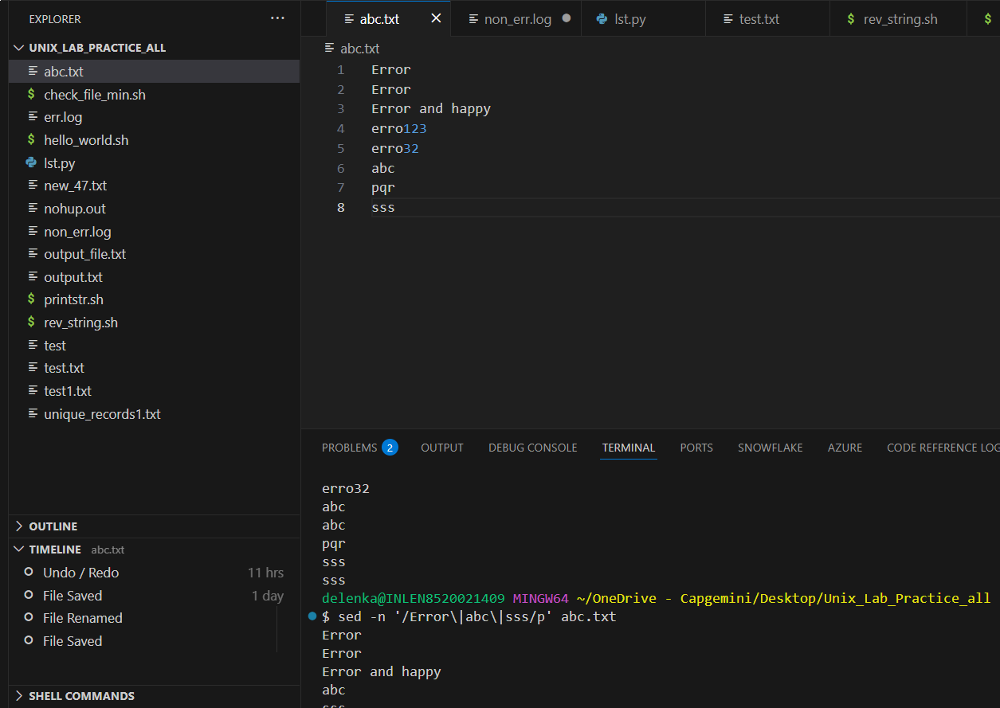 EXPLORER
UNIX_LAB_PRACTICE_ALL
abc.txt
check_file_min.sh
err.log
hello_world.sh
lst.py
new_47.txt
nohup.out
non_err.log
output_file.txt
output.txt
printstr.sh
rev_string.sh
test
test.txt
test1.txt
unique_records1.txt
OUTLINE
TIMELINE abc.txt
Undo / Redo 11 hrs
File Saved 1 day
File Renamed
File Saved
SHELL COMMANDS
abc.txt non_err.log lst.py test.txt $ rev_string.sh $
abc.txt
1 Error
2 Error
3 Error and happy
4 erro123
5 erro32
6 abc
7 pqr
8 sss
PROBLEMS 2 OUTPUT DEBUG CONSOLE TERMINAL PORTS SNOWFLAKE AZURE CODE REFERENCE LOG
erro32
abc
abc
pqr
sss
sss
delenka@INLEN8520021409 MINGW64 ~/OneDrive - Capgemini/Desktop/Unix_Lab_Practice_all
$ sed -n '/Error\|abc\|sss/p' abc.txt
Error
Error
Error and happy
abc
sss